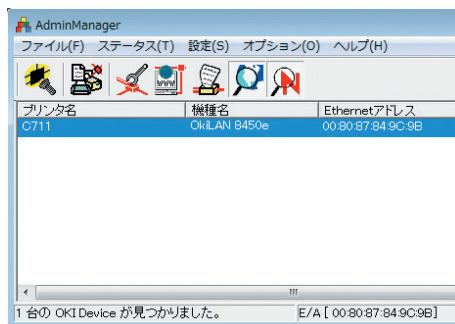 AdminManager
ファイル(F) ステータス(T) 設定(S) オプション(O) ヘルプ(H)
プリンタ名 機種名 Ethernetアドレス
C711 OkiLAN 8450e 00:80:87:84:9C:9B
1 台の OKI Device が見つかりました。 E/A [ 00:80:87:84:9C:9B]